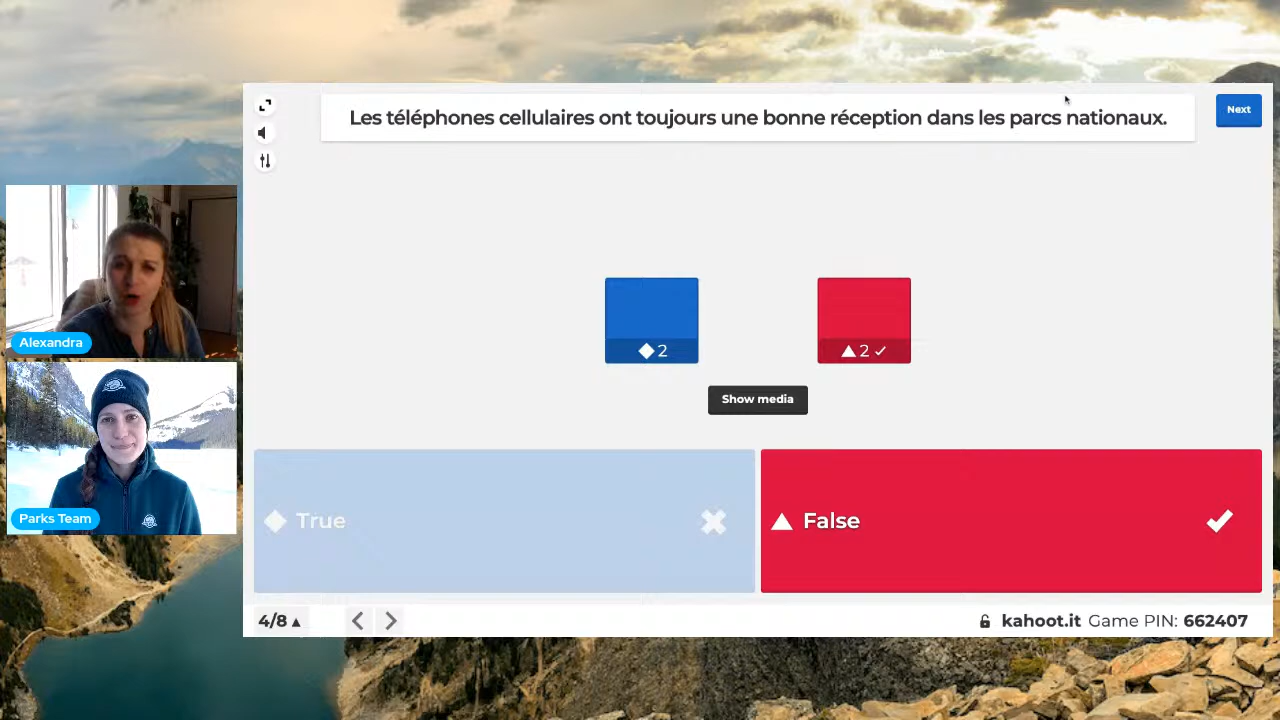 Les téléphones cellulaires ont toujours une bonne réception dans les parcs nationaux.
Next
Alexandra
2
2
Show media
Parks Team
True
False
4/8
kahoot.it Game PIN: 662407